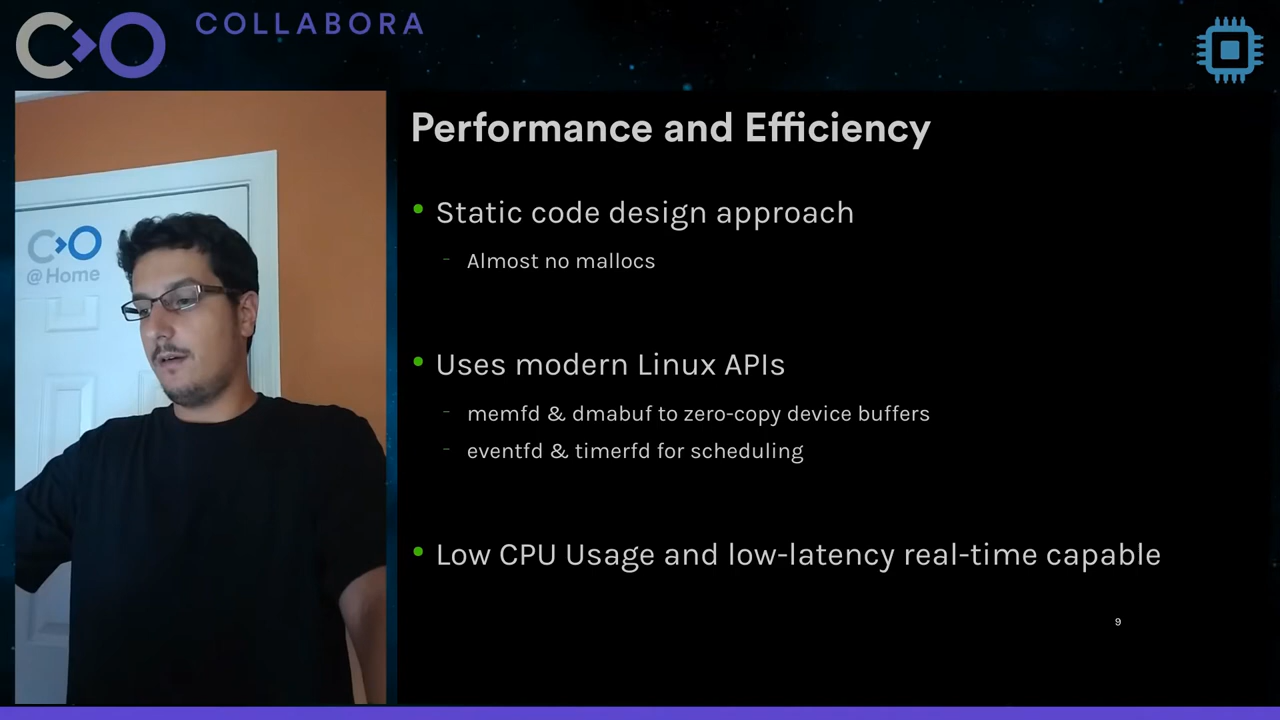 COLLABORA
@Home
Performance and Efficiency
• Static code design approach
- Almost no mallocs
• Uses modern Linux APIs
- memfd & dmabuf to zero-copy device buffers
- eventfd & timerfd for scheduling
• Low CPU Usage and low-latency real-time capable
9